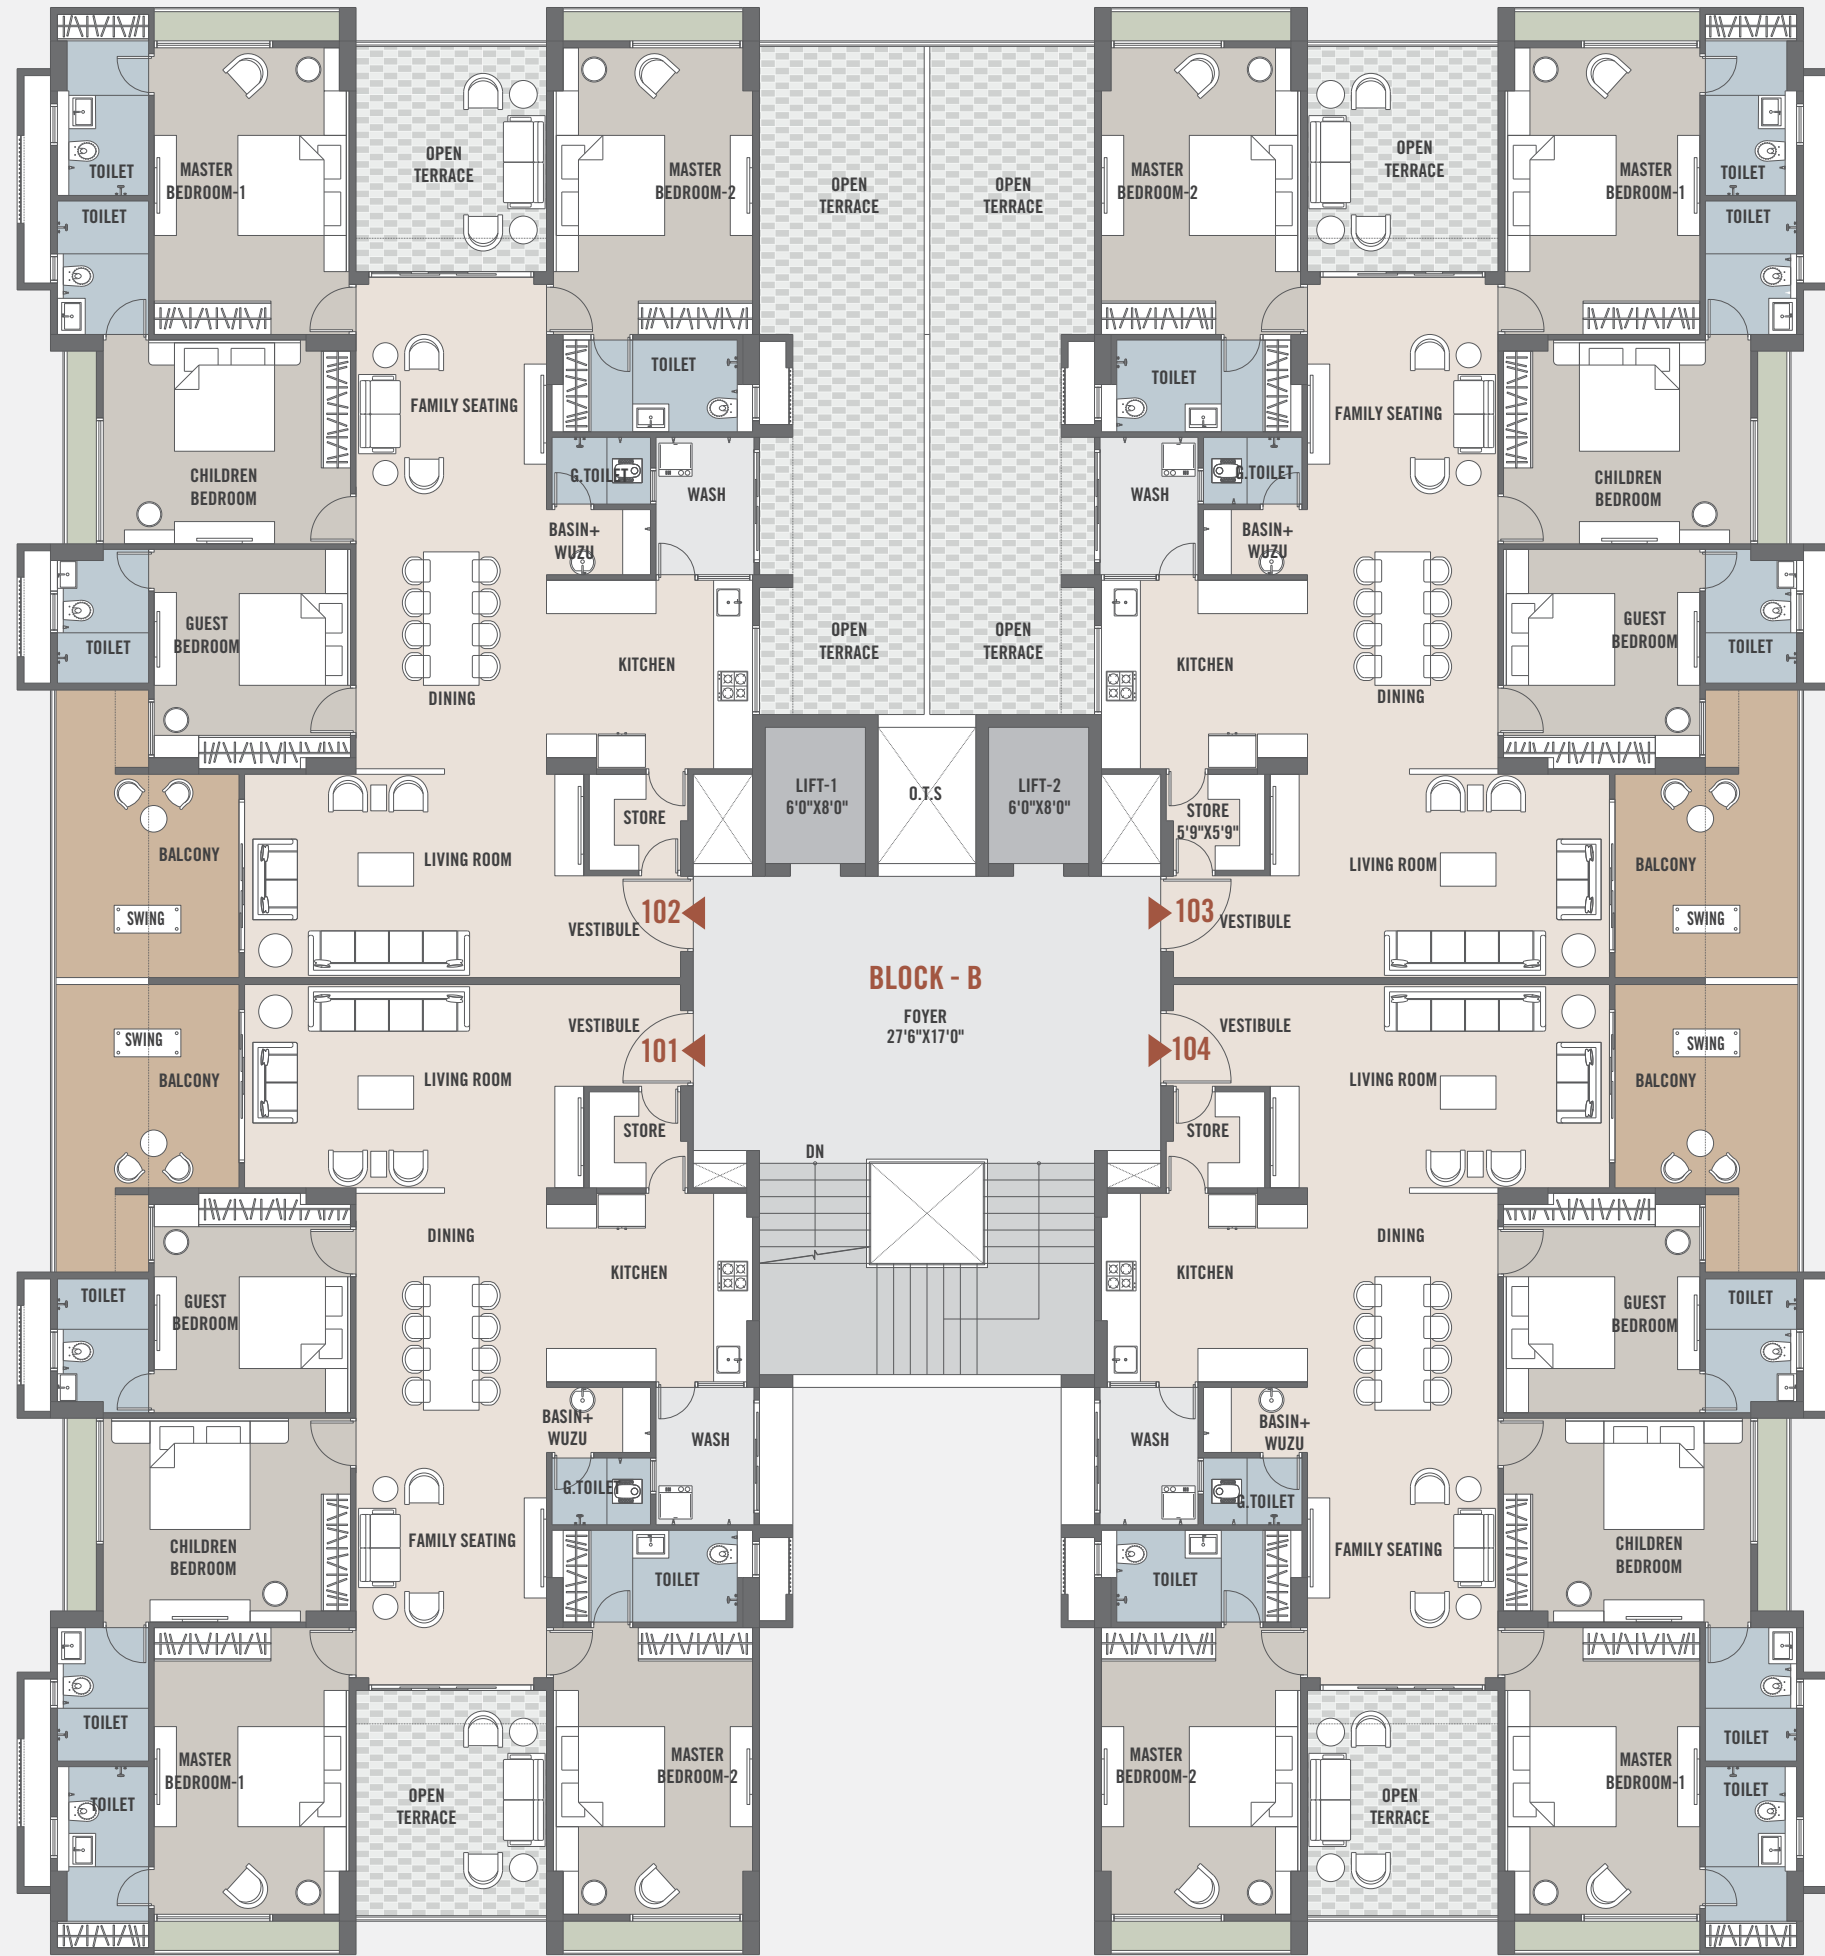 TOILET
MASTER
BEDROOM-1
OPEN
TERRACE
MASTER
BEDROOM-2
OPEN
TERRACE
OPEN
TERRACE
MASTER
BEDROOM-2
OPEN
TERRACE
MASTER
BEDROOM-1
TOILET
TOILET
TOILET
TOILET
TOILET
FAMILY SEATING
FAMILY SEATING
CHILDREN
BEDROOM
G.TOILET
WASH
WASH
G.TOILET
CHILDREN
BEDROOM
BASIN+
WUZU
BASIN+
WUZU
TOILET
GUEST
BEDROOM
DINING
KITCHEN
OPEN
TERRACE
OPEN
TERRACE
KITCHEN
DINING
GUEST
BEDROOM
TOILET
LIFT-1
6'0"X8'0"
O.T.S
LIFT-2
6'0"X8'0"
STORE
STORE
5'9"X5'9"
BALCONY
LIVING ROOM
LIVING ROOM
BALCONY
SWING
VESTIBULE
102
103
VESTIBULE
SWING
BLOCK - B
FOYER
27'6"X17'0"
SWING
VESTIBULE
101
104
VESTIBULE
SWING
BALCONY
LIVING ROOM
LIVING ROOM
BALCONY
STORE
DN
STORE
DINING
KITCHEN
KITCHEN
DINING
TOILET
GUEST
BEDROOM
GUEST
BEDROOM
TOILET
BASIN+
WUZU
WASH
WASH
BASIN+
WUZU
G.TOILET
G.TOILET
CHILDREN
BEDROOM
FAMILY SEATING
FAMILY SEATING
CHILDREN
BEDROOM
TOILET
TOILET
TOILET
TOILET
MASTER
BEDROOM-1
MASTER
BEDROOM-2
MASTER
BEDROOM-2
MASTER
BEDROOM-1
TOILET
OPEN
TERRACE
OPEN
TERRACE
TOILET